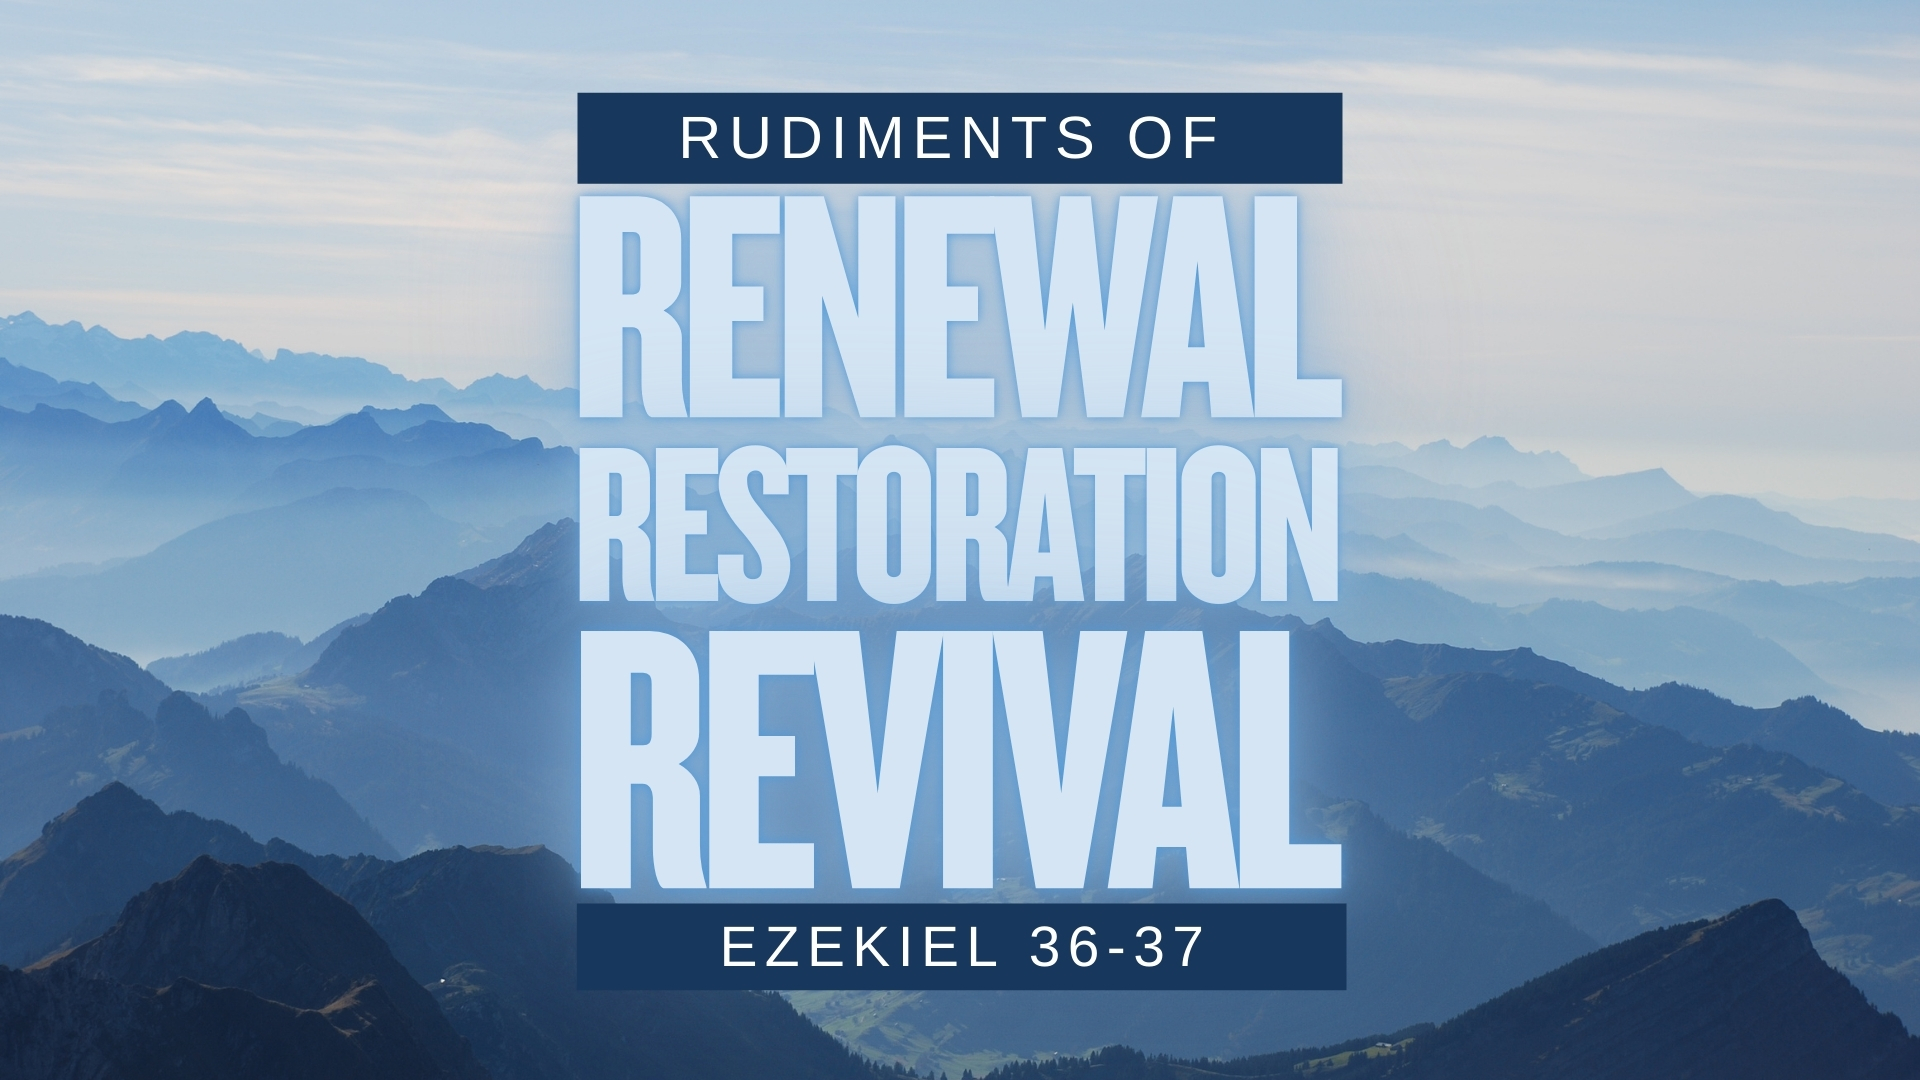 RUDIMENTS OF
RENEWAL
RESTORATION
REVIVAL
EZEKIEL 36-37